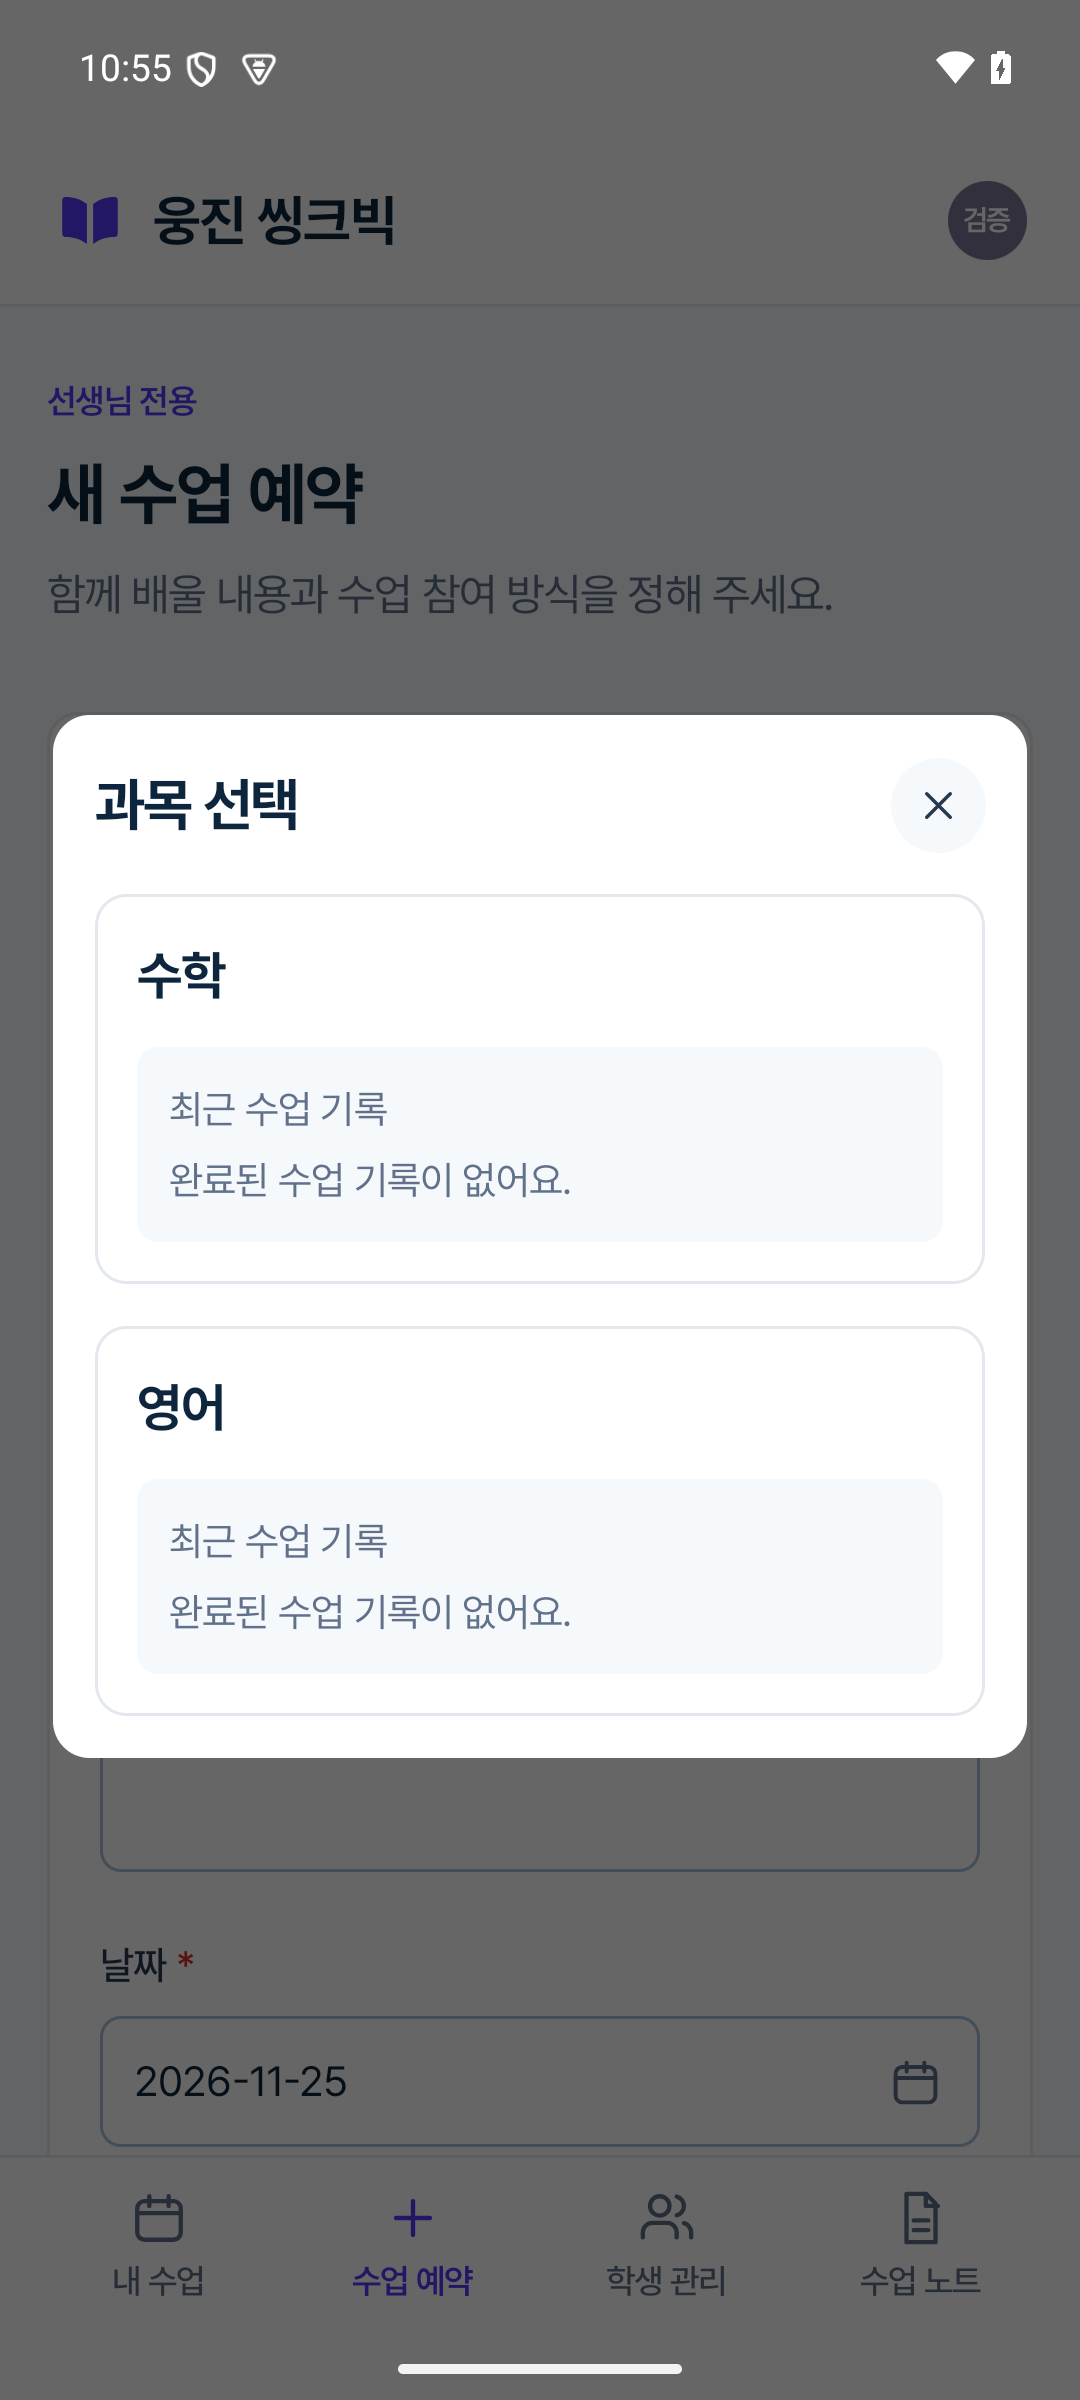 10:55
웅진 씽크빅
검증
선생님 전용
새 수업 예약
함께 배울 내용과 수업 참여 방식을 정해 주세요.
과목 선택
수학
최근 수업 기록
완료된 수업 기록이 없어요.
영어
최근 수업 기록
완료된 수업 기록이 없어요.
날짜 *
2026-11-25
내 수업
수업 예약
학생 관리
수업 노트